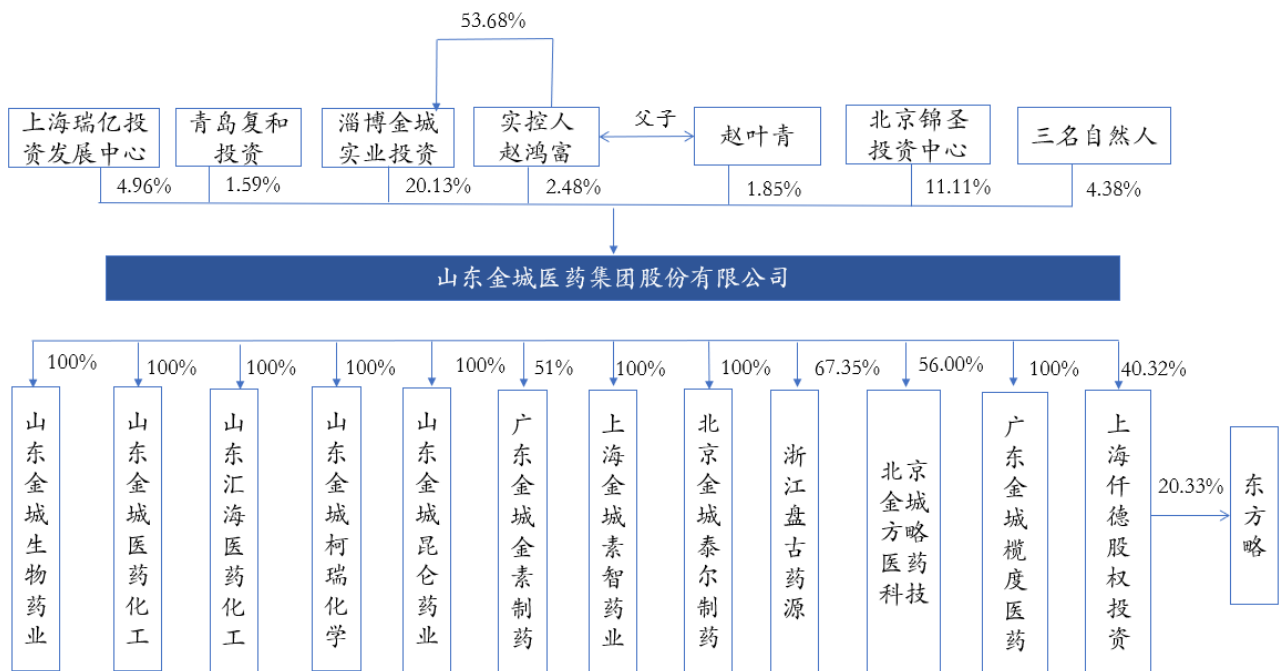 53.68%
上海瑞亿投
资发展中心
青岛复和
投资
淄博金城
实业投资
实控人
赵鸿富
父子
赵叶青
北京锦圣
投资中心
三名自然人
4.96%
1.59%
20.13%
2.48%
1.85%
11.11%
4.38%
山东金城医药集团股份有限公司
100%
100%
100%
100%
100%
51%
100%
100%
67.35%
56.00%
100%
40.32%
山东金城生物药业
山东金城医药化工
山东汇海医药化工
山东金城柯瑞化学
山东金城昆仑药业
广东金城金素制药
上海金城素智药业
北京金城泰尔制药
浙江盘古药源
北京金城方略医药科技
广东金城榄度医药
上海仟德股权投资
20.33%
东方略